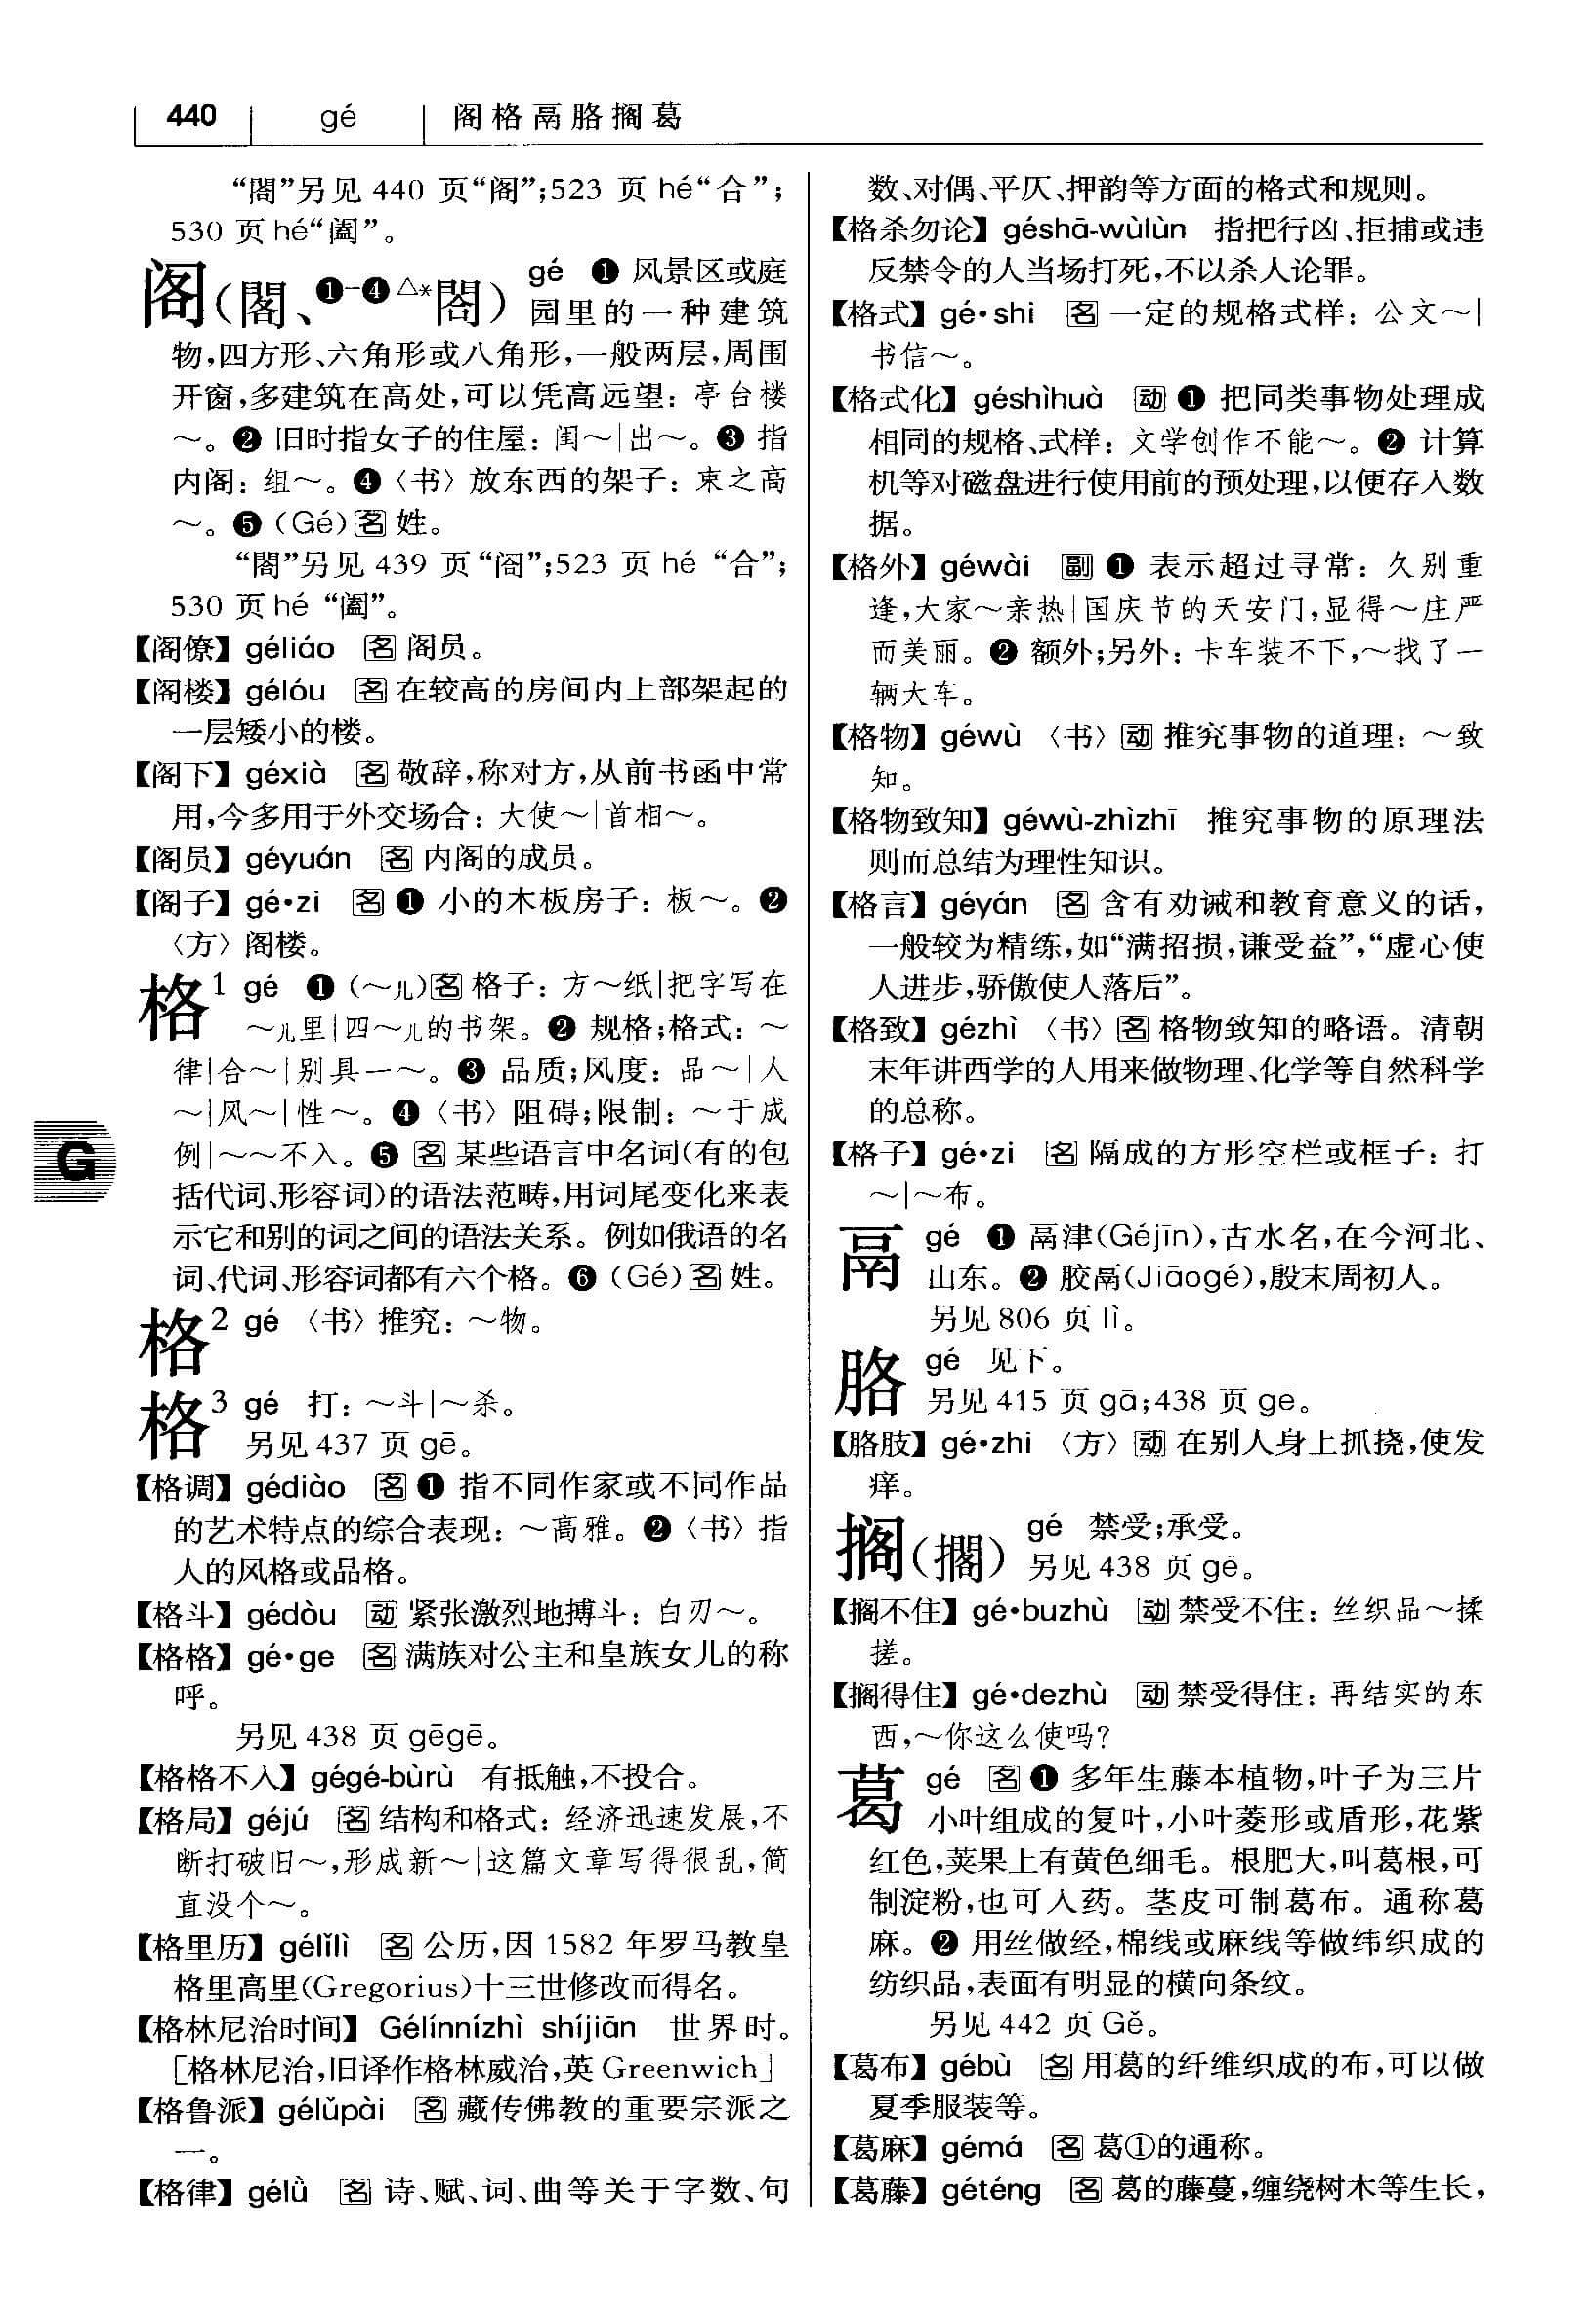 440 gé 阁格鬲胳搁葛
“閤”另见 440 页“阁”；523 页 hé“合”；
530 页 hé“阖”。
阁（閣、❶-❹△*閤） gé ❶ 风景区或庭
园里的一种建筑
物，四方形、六角形或八角形，一般两层，周围
开窗，多建筑在高处，可以凭高远望：亭台楼
～。❷ 旧时指女子的住屋：闺～|出～。❸ 指
内阁：组～。❹〈书〉放东西的架子：束之高
～。❺（Gé）名 姓。
“閤”另见 439 页“㭘”；523 页 hé “合”；
530 页 hé “阖”。
【阁僚】géliáo 名 阁员。
【阁楼】gélóu 名 在较高的房间内上部架起的
一层矮小的楼。
【阁下】géxià 名 敬辞，称对方，从前书函中常
用，今多用于外交场合：大使～|首相～。
【阁员】géyuán 名 内阁的成员。
【阁子】gé•zi 名 ❶ 小的木板房子：板～。❷
〈方〉阁楼。
格1 gé ❶（～儿）名 格子：方～纸|把字写在
～儿里|四～儿的书架。❷ 规格；格式：～
律|合～|别具一～。❸ 品质；风度：品～|人
～|风～|性～。❹〈书〉阻碍；限制：～于成
例|～～不入。❺ 名 某些语言中名词（有的包
括代词、形容词）的语法范畴，用词尾变化来表
示它和别的词之间的语法关系。例如俄语的名
词、代词、形容词都有六个格。❻（Gé）名 姓。
格2 gé 〈书〉推究：～物。
格3 gé 打：～斗|～杀。
另见 437 页 gē。
【格调】gédiào 名 ❶ 指不同作家或不同作品
的艺术特点的综合表现：～高雅。❷〈书〉指
人的风格或品格。
【格斗】gédòu 动 紧张激烈地搏斗：白刃～。
【格格】gé•ge 名 满族对公主和皇族女儿的称
呼。
另见 438 页 gēgē。
【格格不入】gégé-bùrù 有抵触，不投合。
【格局】géjú 名 结构和格式：经济迅速发展，不
断打破旧～，形成新～|这篇文章写得很乱，简
直没个～。
【格里历】gélǐlì 名 公历，因 1582 年罗马教皇
格里高里（Gregorius）十三世修改而得名。
【格林尼治时间】Gélínnízhì shíjiān 世界时。
［格林尼治，旧译作格林威治，英 Greenwich］
【格鲁派】gélǔpài 名 藏传佛教的重要宗派之
一。
【格律】gélǜ 名 诗、赋、词、曲等关于字数、句
数、对偶、平仄、押韵等方面的格式和规则。
【格杀勿论】géshā-wùlùn 指把行凶、拒捕或违
反禁令的人当场打死，不以杀人论罪。
【格式】gé•shi 名 一定的规格式样：公文～|
书信～。
【格式化】géshìhuà 动 ❶ 把同类事物处理成
相同的规格、式样：文学创作不能～。❷ 计算
机等对磁盘进行使用前的预处理，以便存入数
据。
【格外】géwài 副 ❶ 表示超过寻常：久别重
逢，大家～亲热|国庆节的天安门，显得～庄严
而美丽。❷ 额外；另外：卡车装不下，～找了一
辆大车。
【格物】géwù 〈书〉动 推究事物的道理：～致
知。
【格物致知】géwù-zhìzhī 推究事物的原理法
则而总结为理性知识。
【格言】géyán 名 含有劝诫和教育意义的话，
一般较为精练，如“满招损，谦受益”，“虚心使
人进步，骄傲使人落后”。
【格致】gézhì 〈书〉名 格物致知的略语。清朝
末年讲西学的人用来做物理、化学等自然科学
的总称。
【格子】gé•zi 名 隔成的方形空栏或框子：打
～|～布。
鬲 gé ❶ 鬲津（Géjīn），古水名，在今河北、
山东。❷ 胶鬲（Jiāogé），殷末周初人。
另见 806 页 lì。
胳 gé 见下。
另见 415 页 gā；438 页 gē。
【胳肢】gé•zhi 〈方〉动 在别人身上抓挠，使发
痒。
搁（擱） gé 禁受；承受。
另见 438 页 gē。
【搁不住】gé•buzhù 动 禁受不住：丝织品～揉
搓。
【搁得住】gé•dezhù 动 禁受得住：再结实的东
西，～你这么使吗？
葛 gé 名 ❶ 多年生藤本植物，叶子为三片
小叶组成的复叶，小叶菱形或盾形，花紫
红色，荚果上有黄色细毛。根肥大，叫葛根，可
制淀粉，也可入药。茎皮可制葛布。通称葛
麻。❷ 用丝做经，棉线或麻线等做纬织成的
纺织品，表面有明显的横向条纹。
另见 442 页 Gě。
【葛布】gébù 名 用葛的纤维织成的布，可以做
夏季服装等。
【葛麻】gémá 名 葛①的通称。
【葛藤】géténg 名 葛的藤蔓，缠绕树木等生长，
G